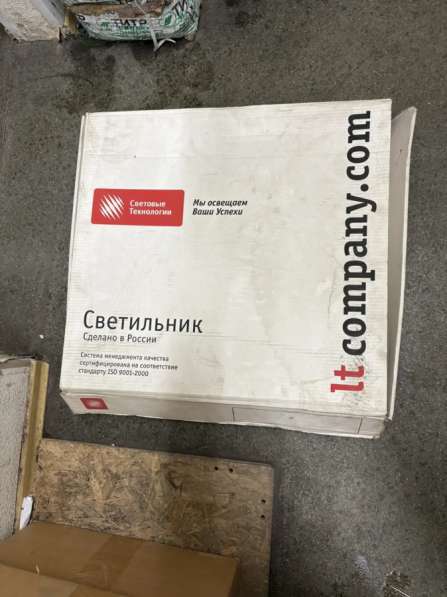 ТИТР
Световые
Технологии
Мы освещаем
Ваши Успехи
Светильник
Сделано в России
Система менеджмента качества
сертифицирована на соответствие
стандарту ISO 9001-2000
ltcompany.com